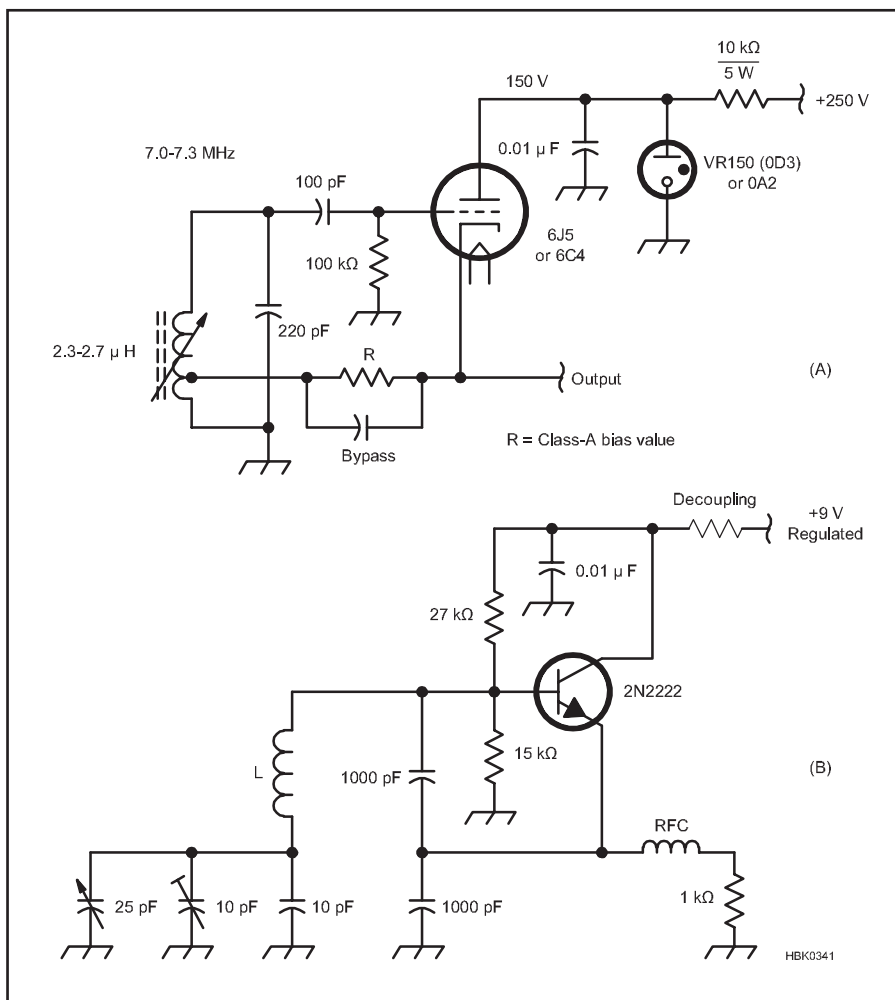 10 kΩ
5 W
150 V
+250 V
7.0-7.3 MHz
0.01 µ F
VR150 (0D3)
or 0A2
100 pF
6J5
or 6C4
100 kΩ
220 pF
2.3-2.7 µ H
R
Output
(A)
Bypass
R = Class-A bias value
Decoupling
+9 V
Regulated
0.01 µ F
27 kΩ
2N2222
15 kΩ
L
1000 pF
(B)
RFC
25 pF
10 pF
10 pF
1000 pF
1 kΩ
HBK0341